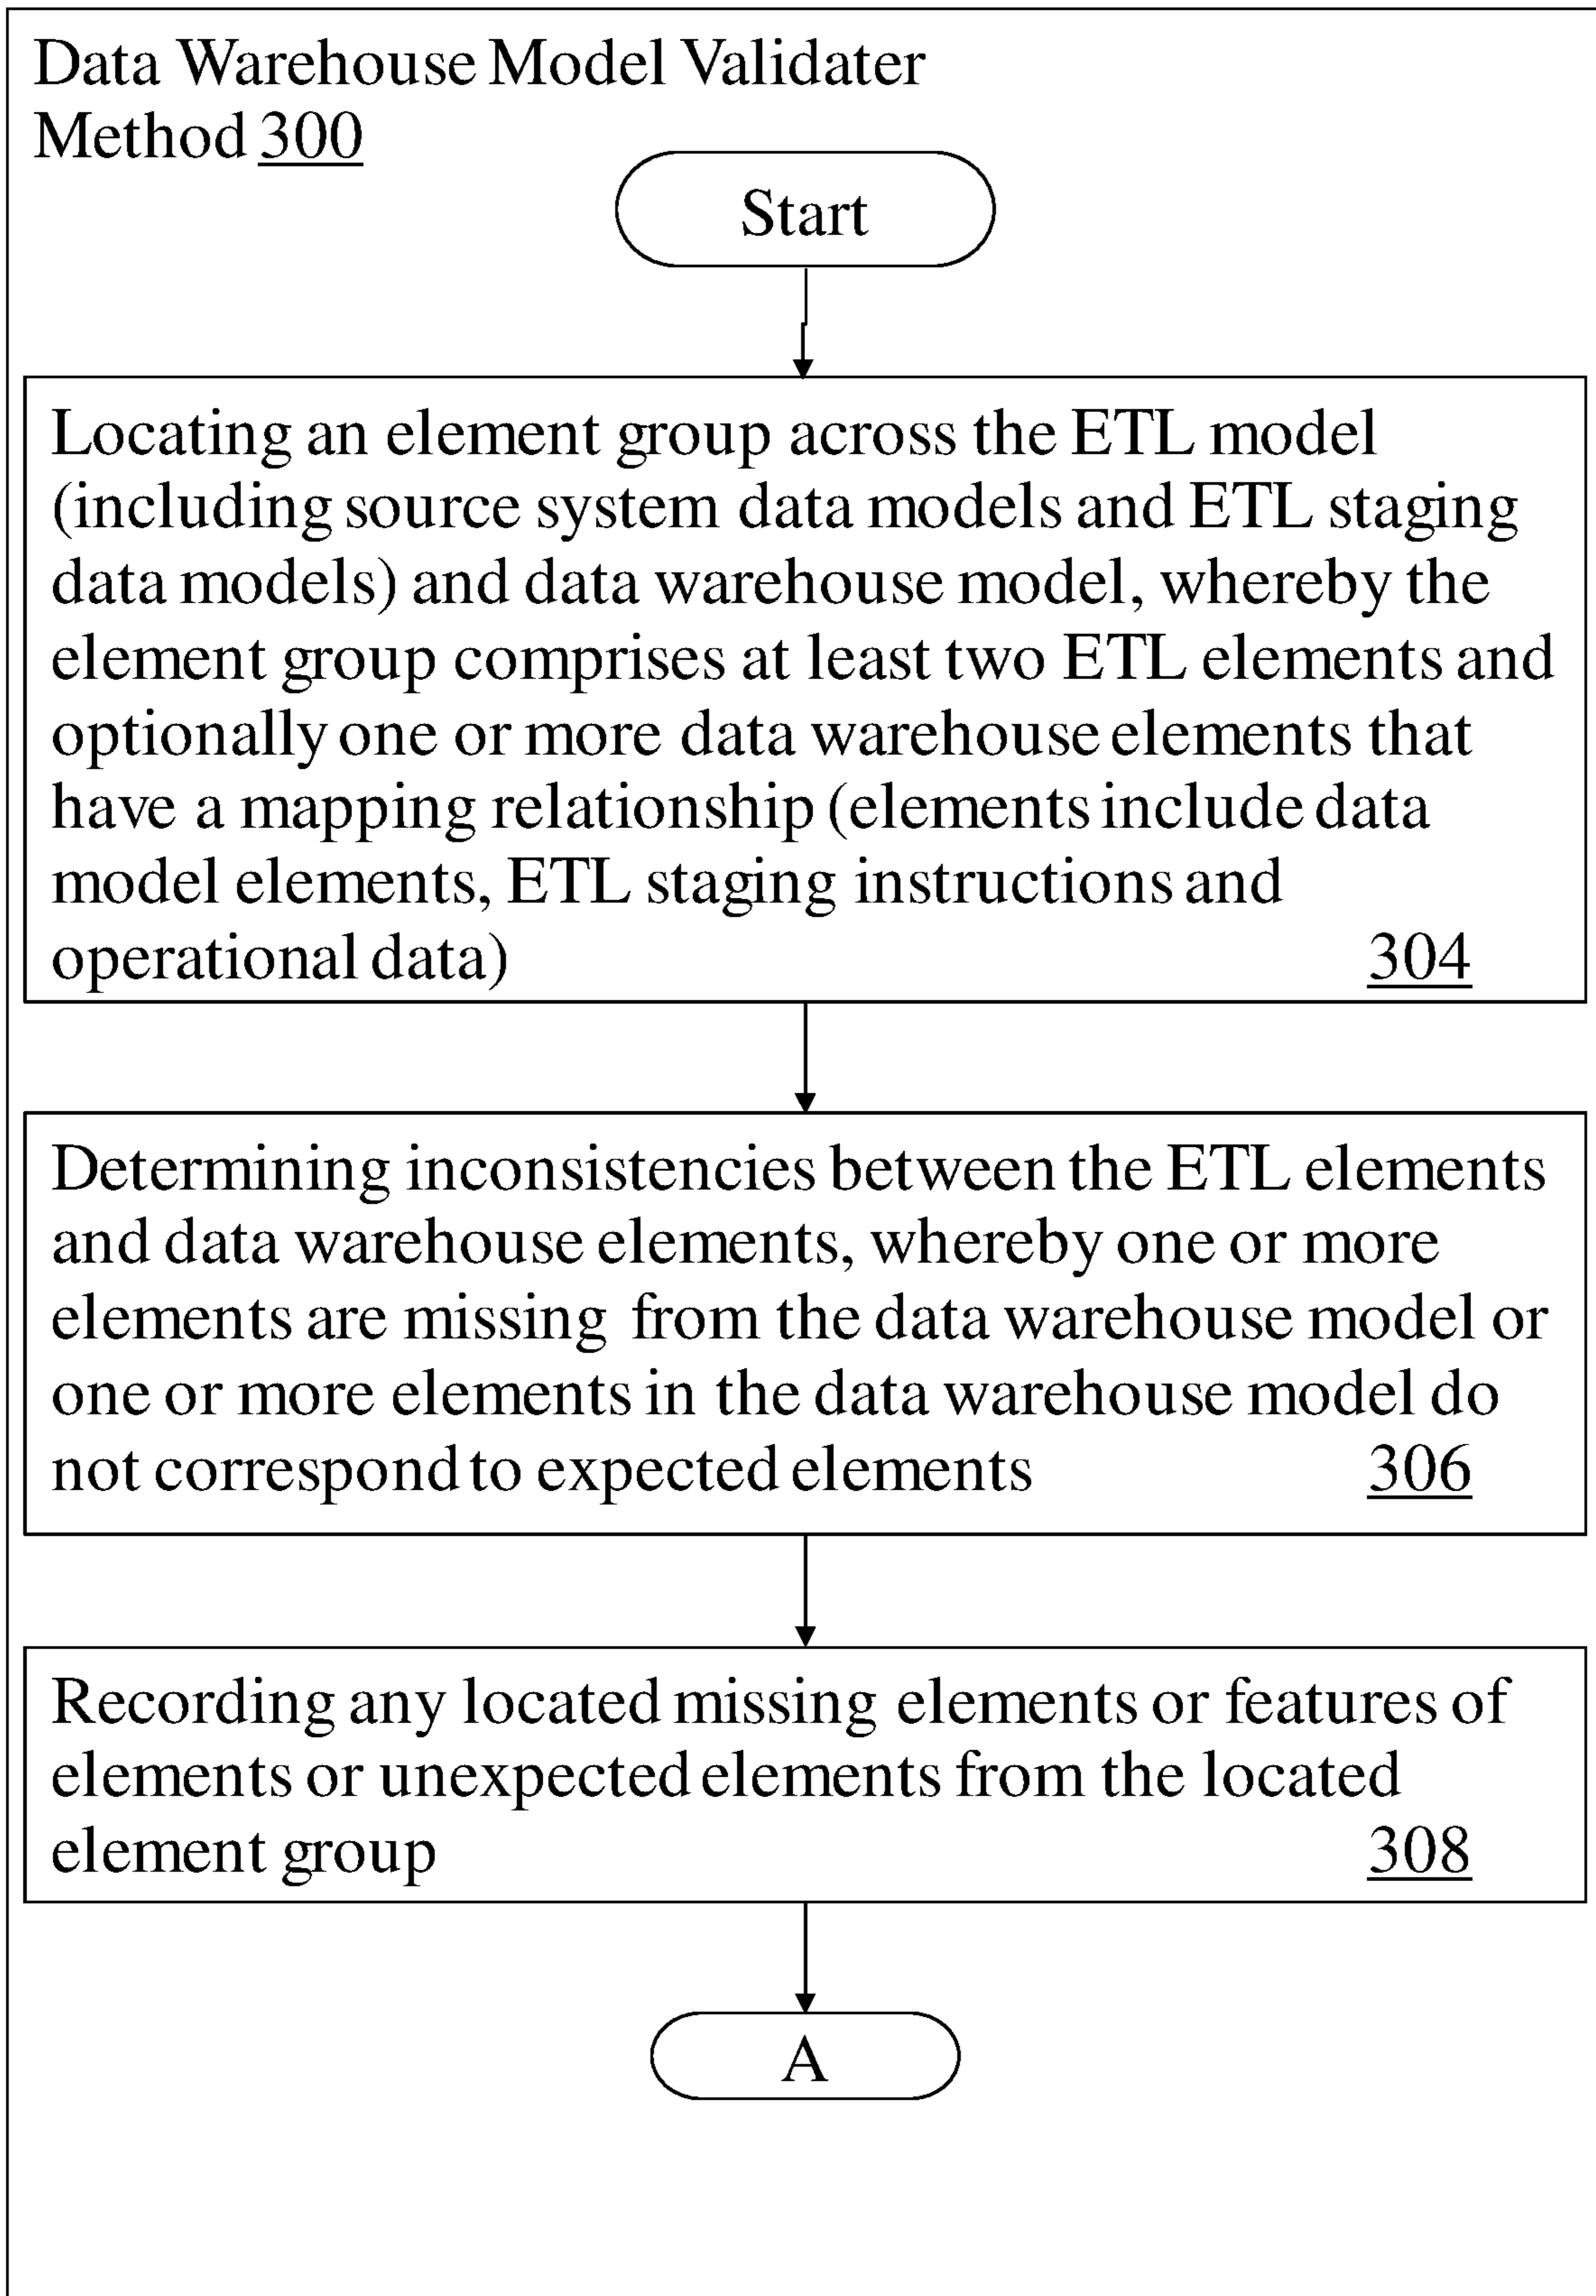 Data Warehouse Model Validater
Method 300
Start
Locating an element group across the ETL model
(including source system data models and ETL staging
data models) and data warehouse model, whereby the
element group comprises at least two ETL elements and
optionally one or more data warehouse elements that
have a mapping relationship (elements include data
model elements, ETL staging instructions and
operational data) 304
Determining inconsistencies between the ETL elements
and data warehouse elements, whereby one or more
elements are missing from the data warehouse model or
one or more elements in the data warehouse model do
not correspond to expected elements 306
Recording any located missing elements or features of
elements or unexpected elements from the located
element group 308
A